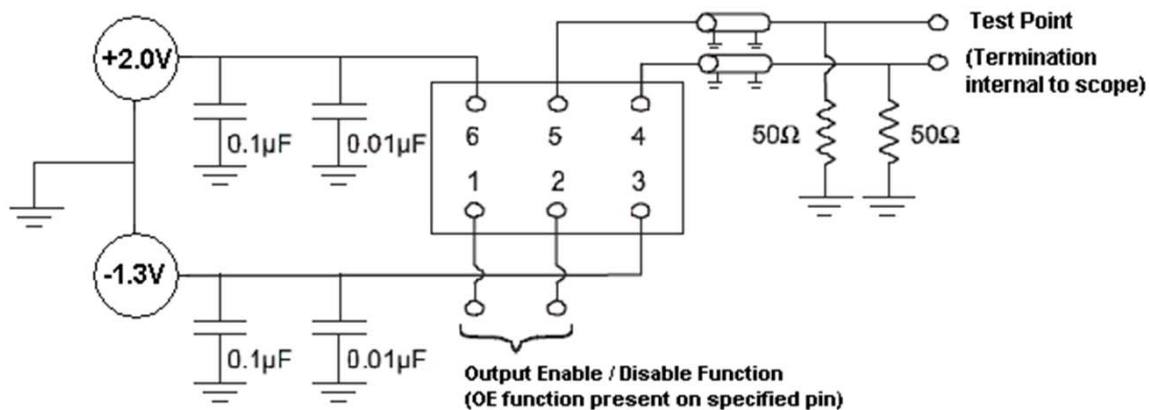 Test Point
+2.0V
(Termination
internal to scope)
0.1µF
0.01µF
6
5
4
50Ω
50Ω
1
2
3
-1.3V
0.1µF
0.01µF
Output Enable / Disable Function
(OE function present on specified pin)